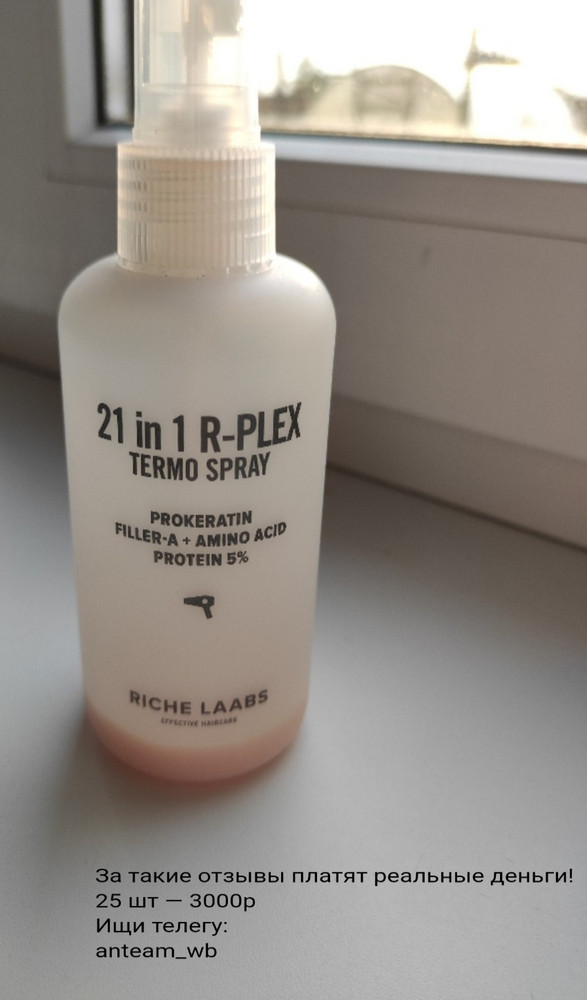 21 in 1 R-PLEX
TERMO SPRAY
PROKERATIN
FILLER-A + AMINO ACID
PROTEIN 5%
RICHE LAABS
EFFECTIVE HAIRCARE
За такие отзывы платят реальные деньги!
25 шт — 3000р
Ищи телегу:
anteam_wb